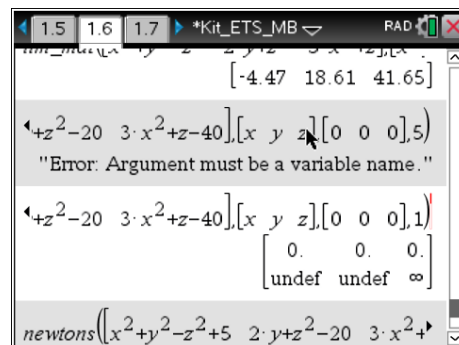 1.5 1.6 1.7 *Kit_ETS_MB RAD
[-4.47 18.61 41.65]
+z²-20 3·x²+z-40],[x y z],[0 0 0],5)
"Error: Argument must be a variable name."
+z²-20 3·x²+z-40],[x y z],[0 0 0],1)
[0. 0. 0.
undef undef ∞]
newtons([x²+y²-z²+5 2·y+z²-20 3·x²+